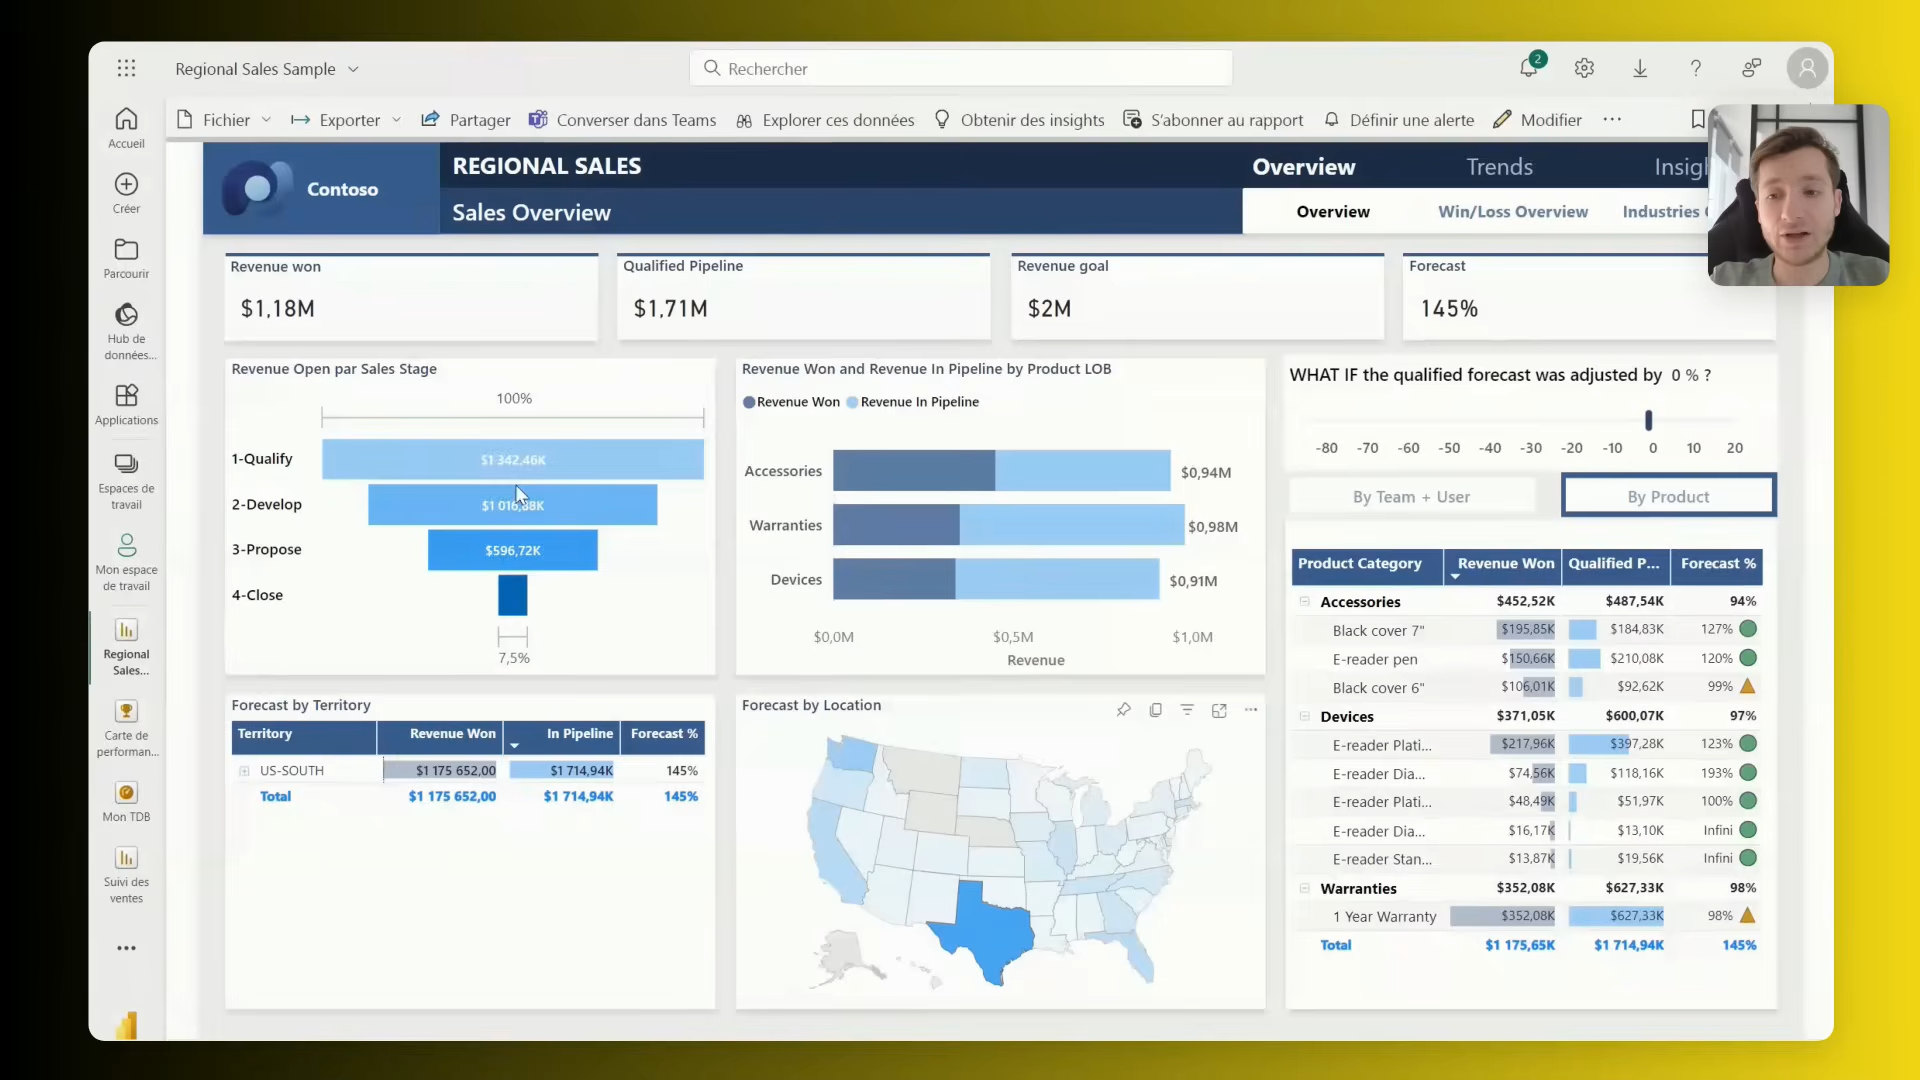 Regional Sales Sample
Rechercher
2
Fichier
Exporter
Partager
Converser dans Teams
Explorer ces données
Obtenir des insights
S'abonner au rapport
Définir une alerte
Modifier
Accueil
Créer
Parcourir
Hub de
données...
Applications
Espaces de
travail
Mon espace
de travail
Regional
Sales...
Carte de
performan...
Mon TDB
Suivi des
ventes
Contoso
REGIONAL SALES
Sales Overview
Overview
Trends
Insigh
Overview
Win/Loss Overview
Industries
Revenue won
$1,18M
Qualified Pipeline
$1,71M
Revenue goal
$2M
Forecast
145%
Revenue Open par Sales Stage
100%
1-Qualify
$1 342,46K
2-Develop
$1 016,88K
3-Propose
$596,72K
4-Close
7,5%
Revenue Won and Revenue In Pipeline by Product LOB
Revenue Won Revenue In Pipeline
Accessories $0,94M
Warranties $0,98M
Devices $0,91M
$0,0M $0,5M $1,0M
Revenue
WHAT IF the qualified forecast was adjusted by 0 % ?
-80 -70 -60 -50 -40 -30 -20 -10 0 10 20
By Team + User
By Product
Product Category Revenue Won Qualified P... Forecast %
Accessories $452,52K $487,54K 94%
Black cover 7" $195,85K $184,83K 127%
E-reader pen $150,66K $210,08K 120%
Black cover 6" $106,01K $92,62K 99%
Devices $371,05K $600,07K 97%
E-reader Plati... $217,96K $397,28K 123%
E-reader Dia... $74,56K $118,16K 193%
E-reader Plati... $48,49K $51,97K 100%
E-reader Dia... $16,17K $13,10K Infini
E-reader Stan... $13,87K $19,56K Infini
Warranties $352,08K $627,33K 98%
1 Year Warranty $352,08K $627,33K 98%
Total $1 175,65K $1 714,94K 145%
Forecast by Territory
Territory Revenue Won In Pipeline Forecast %
US-SOUTH $1 175 652,00 $1 714,94K 145%
Total $1 175 652,00 $1 714,94K 145%
Forecast by Location